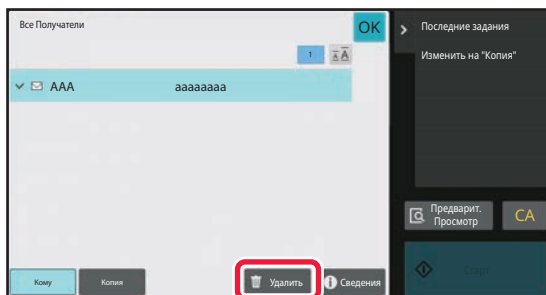 Все Получатели
OK
1
AA
AAA aaaaaaaa
Кому
Копия
Удалить
Сведения
Последние задания
Изменить на "Копия"
Предварит.
Просмотр
CA
Старт